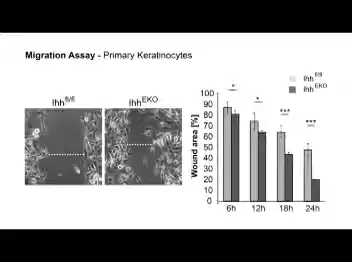 Migration Assay - Primary Keratinocytes
Ihh^fl/fl
Ihh^EKO
Ihh^fl/fl
Ihh^EKO
Wound area [%]
100
90
80
70
60
50
40
30
20
10
0
*
*
***
***
6h
12h
18h
24h